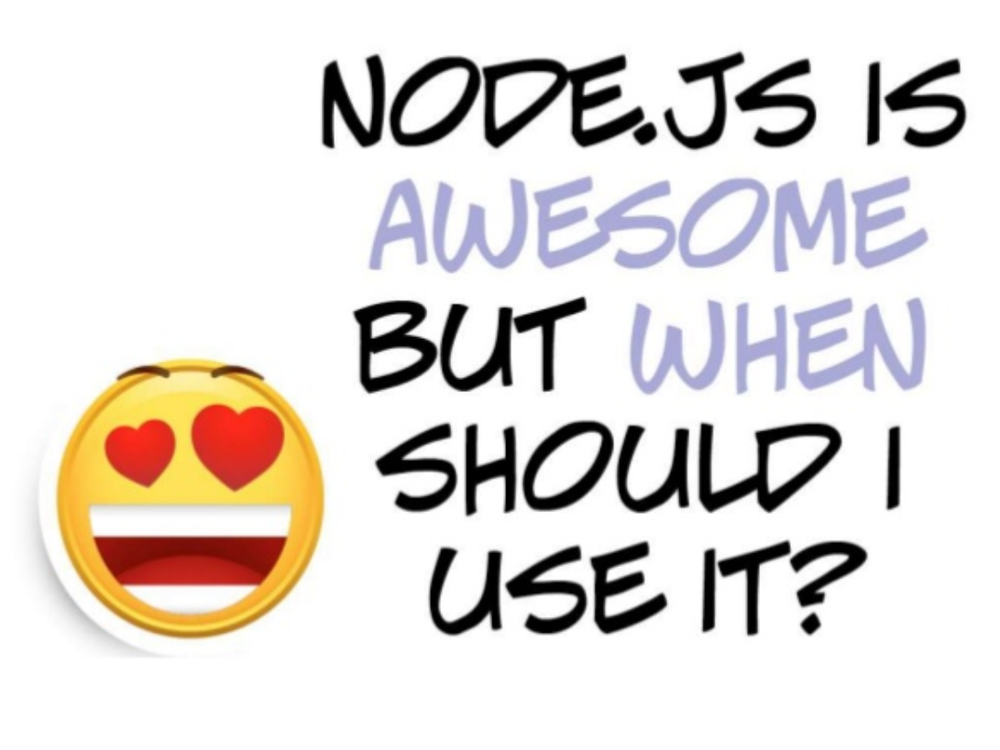 NODE.JS IS
AWESOME
BUT WHEN
SHOULD I
USE IT?